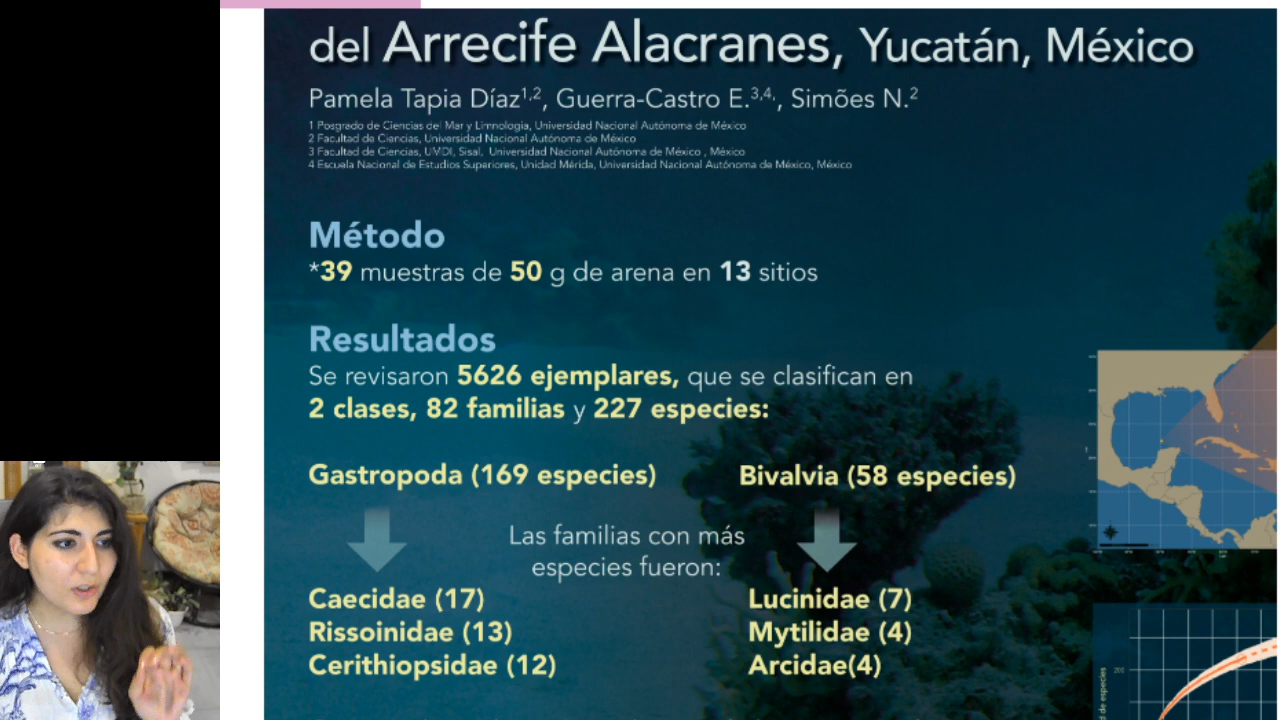 del Arrecife Alacranes, Yucatán, México
Pamela Tapia Díaz1,2, Guerra-Castro E.3,4,, Simões N.2
1 Posgrado de Ciencias del Mar y Limnología, Universidad Nacional Autónoma de México
2 Facultad de Ciencias, Universidad Nacional Autónoma de México
3 Facultad de Ciencias, UMDI, Sisal, Universidad Nacional Autónoma de México , México
4 Escuela Nacional de Estudios Superiores, Unidad Mérida, Universidad Nacional Autónoma de México, México
Método
*39 muestras de 50 g de arena en 13 sitios
Resultados
Se revisaron 5626 ejemplares, que se clasifican en
2 clases, 82 familias y 227 especies:
Gastropoda (169 especies)
Bivalvia (58 especies)
Las familias con más
especies fueron:
Caecidae (17)
Rissoinidae (13)
Cerithiopsidae (12)
Lucinidae (7)
Mytilidae (4)
Arcidae(4)
200
de especies